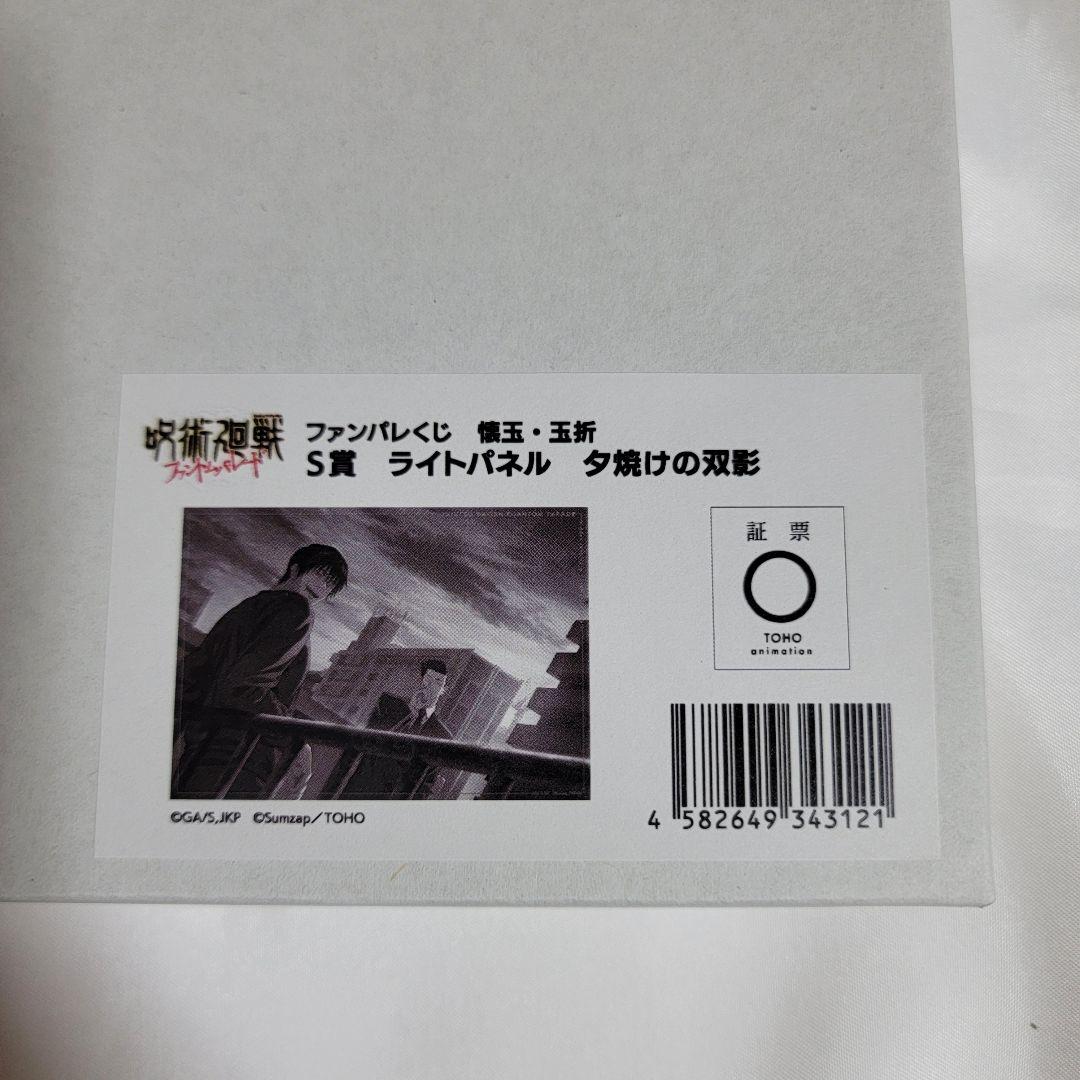 呪術廻戦
ファントムパレード
ファンパレくじ 懐玉・玉折
S賞 ライトパネル 夕焼けの双影
証 票
TOHO
animation
©GA/S,JKP ©Sumzap/TOHO
4 582649 343121